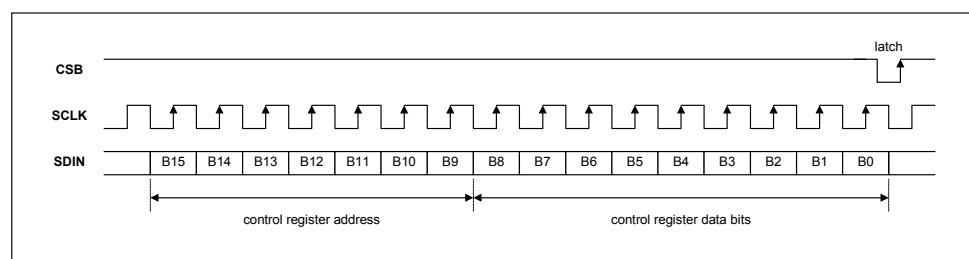 latch
CSB
SCLK
SDIN B15 B14 B13 B12 B11 B10 B9 B8 B7 B6 B5 B4 B3 B2 B1 B0
control register address control register data bits